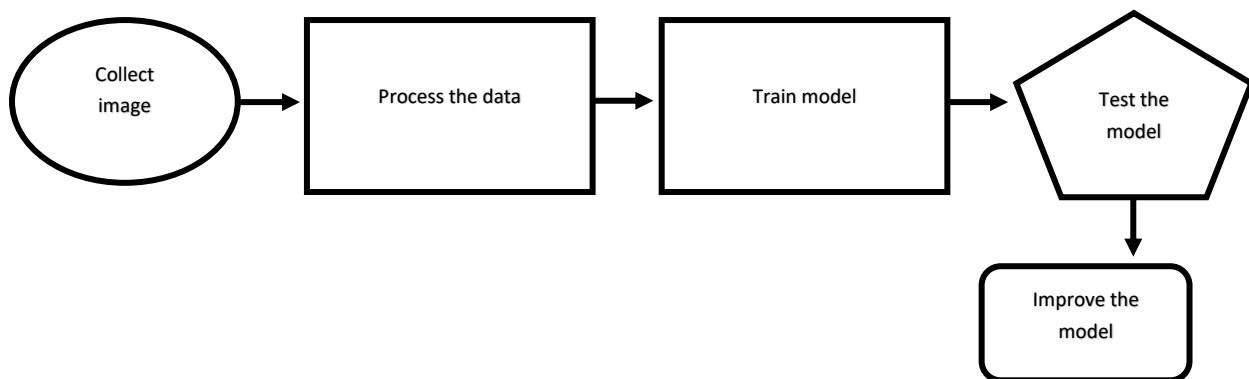 Collect
image
Process the data
Train model
Test the
model
Improve the
model